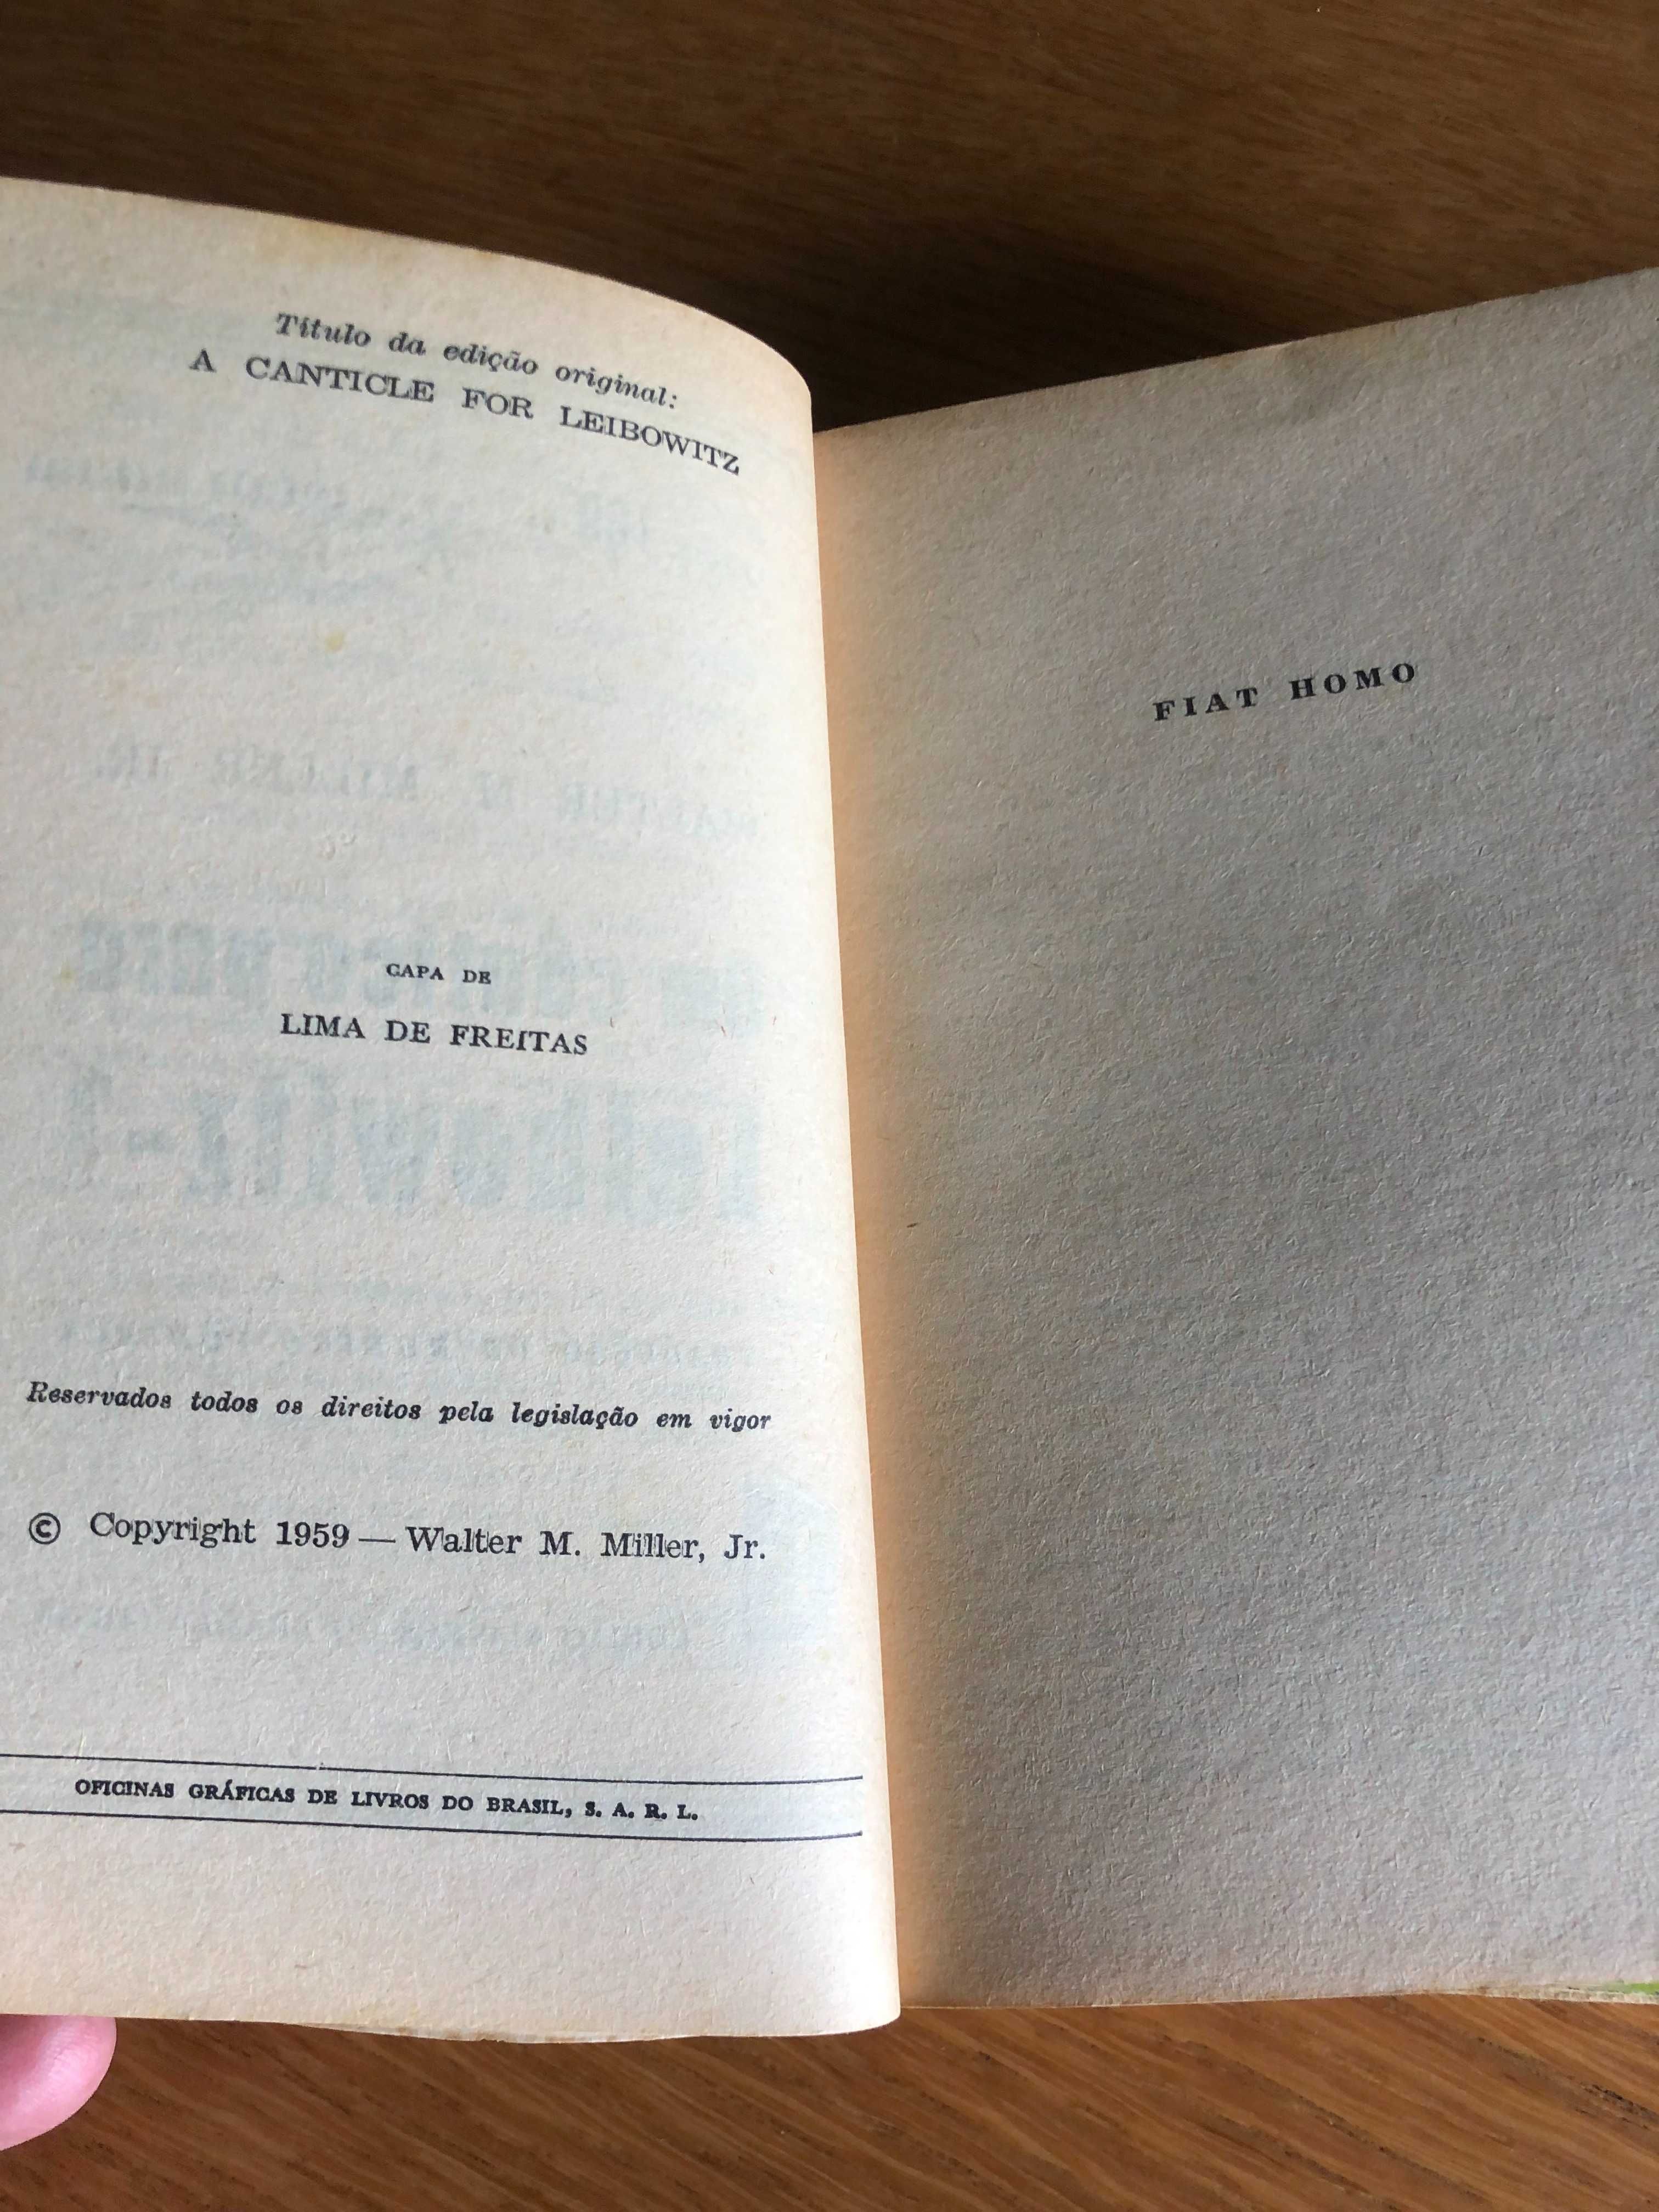 Título da edição original:
A CANTICLE FOR LEIBOWITZ
CAPA DE
LIMA DE FREITAS
Reservados todos os direitos pela legislação em vigor
© Copyright 1959 — Walter M. Miller, Jr.
OFICINAS GRÁFICAS DE LIVROS DO BRASIL, S. A. R. L.
FIAT HOMO